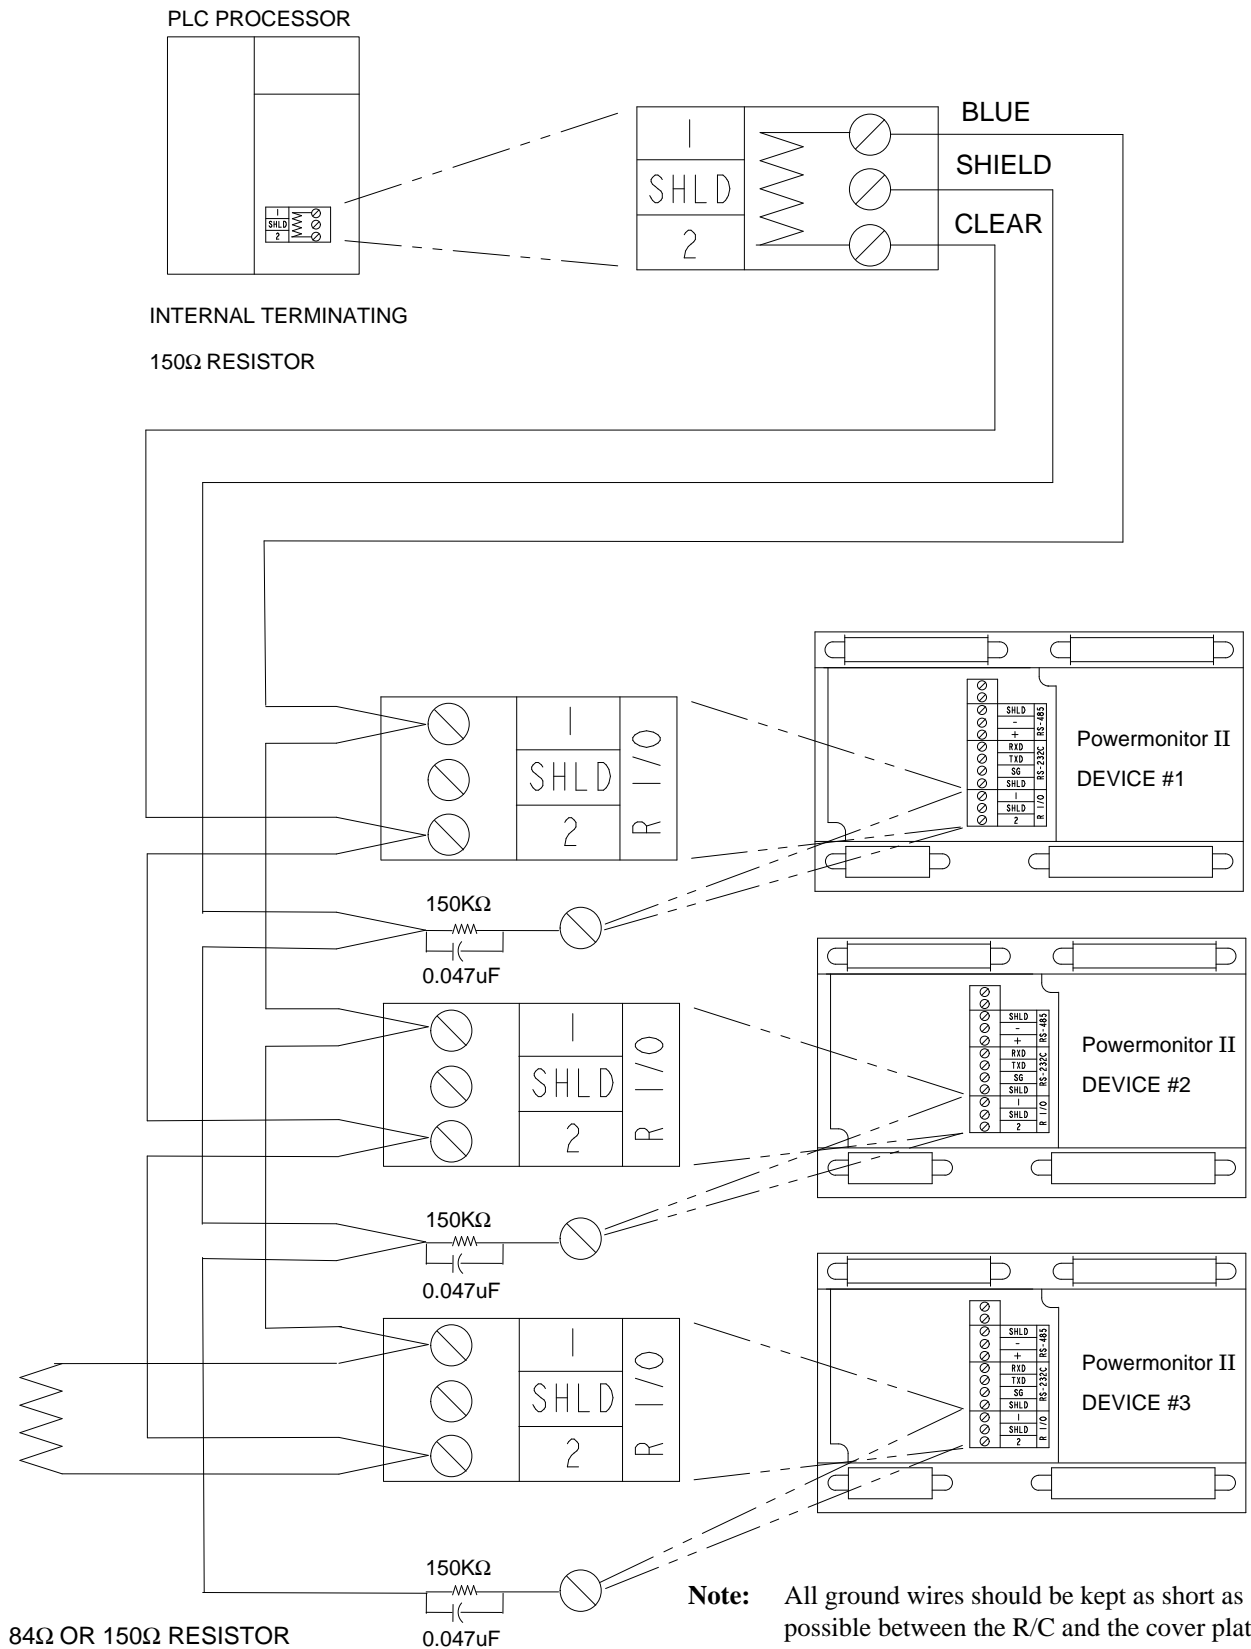 PLC PROCESSOR
1
SHLD
2
1
SHLD
2
BLUE
SHIELD
CLEAR
INTERNAL TERMINATING
150Ω RESISTOR
1
SHLD
2
R I/O
SHLD
-
+
RS-485
RXD
TXD
SG
SHLD
RS-232C
1
SHLD
2
R I/O
Powermonitor II
DEVICE #1
150KΩ
0.047uF
1
SHLD
2
R I/O
SHLD
-
+
RS-485
RXD
TXD
SG
SHLD
RS-232C
1
SHLD
2
R I/O
Powermonitor II
DEVICE #2
150KΩ
0.047uF
1
SHLD
2
R I/O
SHLD
-
+
RS-485
RXD
TXD
SG
SHLD
RS-232C
1
SHLD
2
R I/O
Powermonitor II
DEVICE #3
150KΩ
0.047uF
84Ω OR 150Ω RESISTOR
Note: All ground wires should be kept as short as
possible between the R/C and the cover plat